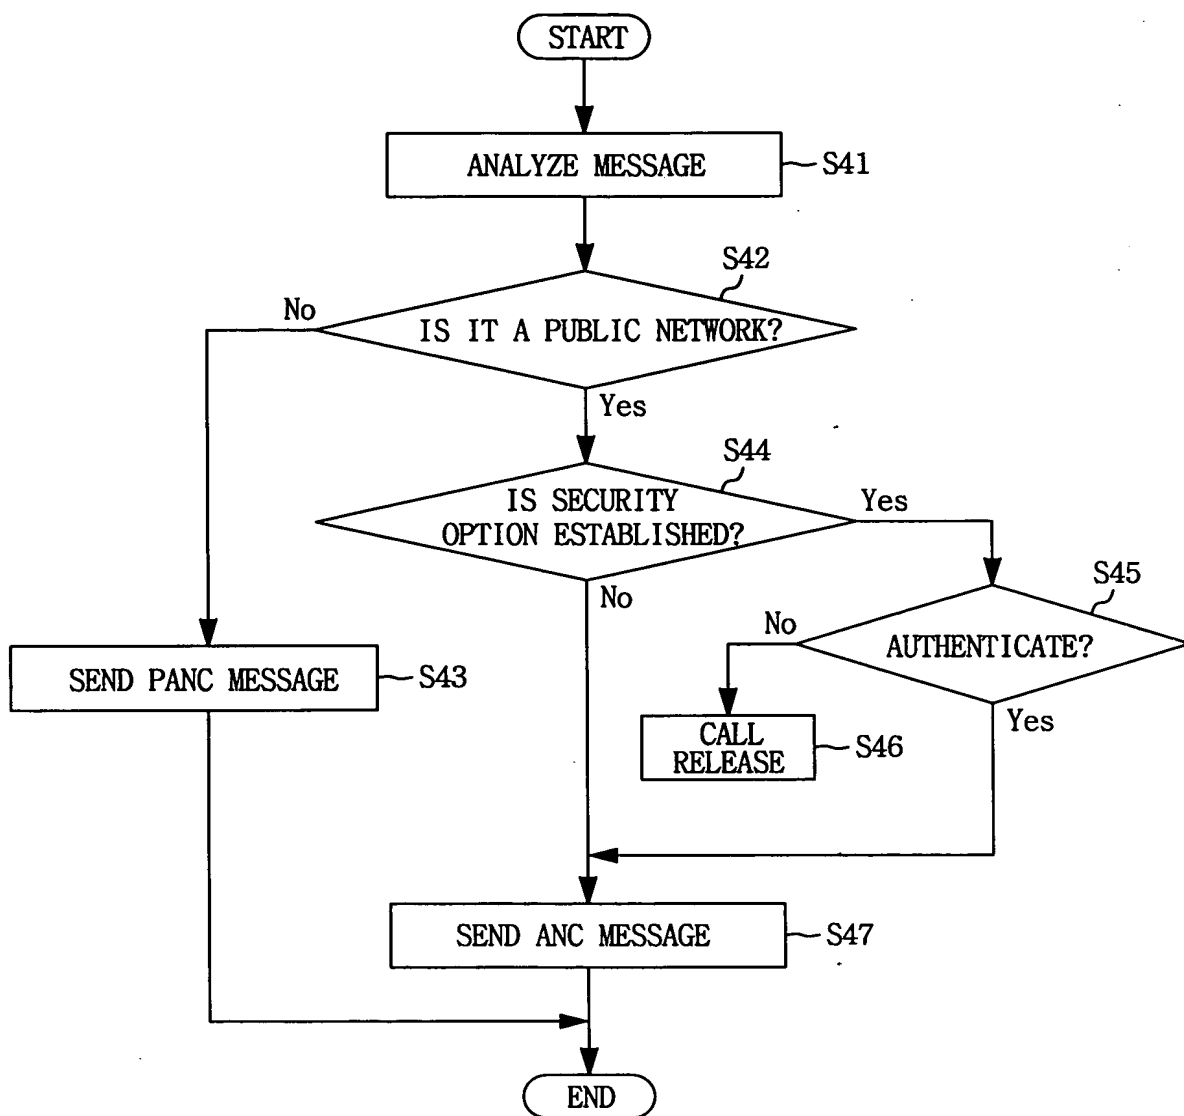 START
ANALYZE MESSAGE
S41
S42
No
IS IT A PUBLIC NETWORK?
Yes
S44
IS SECURITY
OPTION ESTABLISHED?
Yes
No
S45
No
AUTHENTICATE?
Yes
SEND PANC MESSAGE
S43
CALL
RELEASE
S46
SEND ANC MESSAGE
S47
END